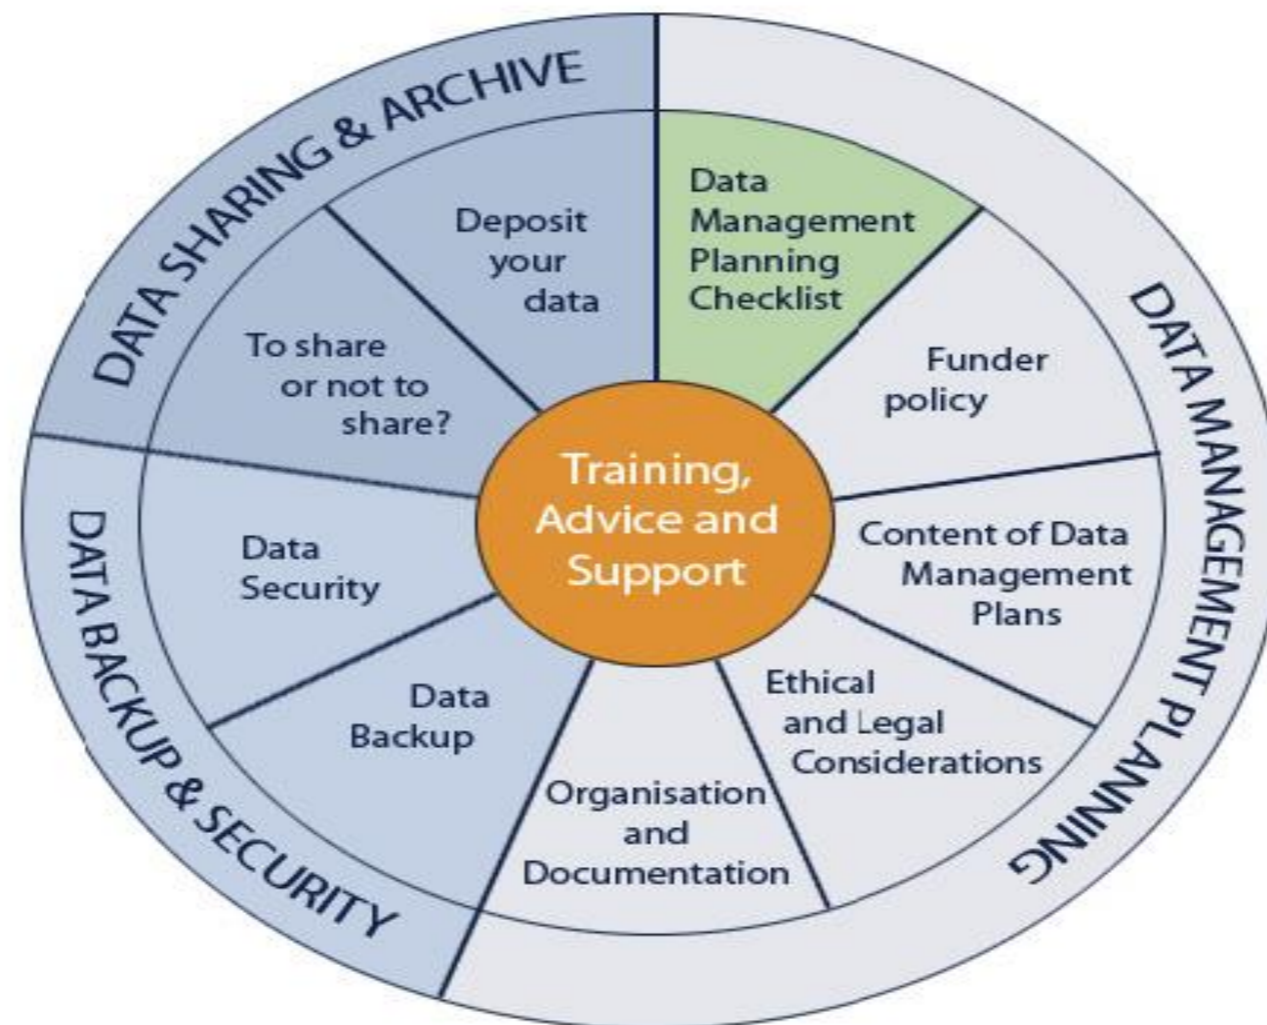 DATA SHARING & ARCHIVE
DATA MANAGEMENT PLANNING
DATA BACKUP & SECURITY
Data
Management
Planning
Checklist
Funder
policy
Content of Data
Management
Plans
Ethical
and Legal
Considerations
Organisation
and
Documentation
Data
Backup
Data
Security
To share
or not to
share?
Deposit
your
data
Training,
Advice and
Support